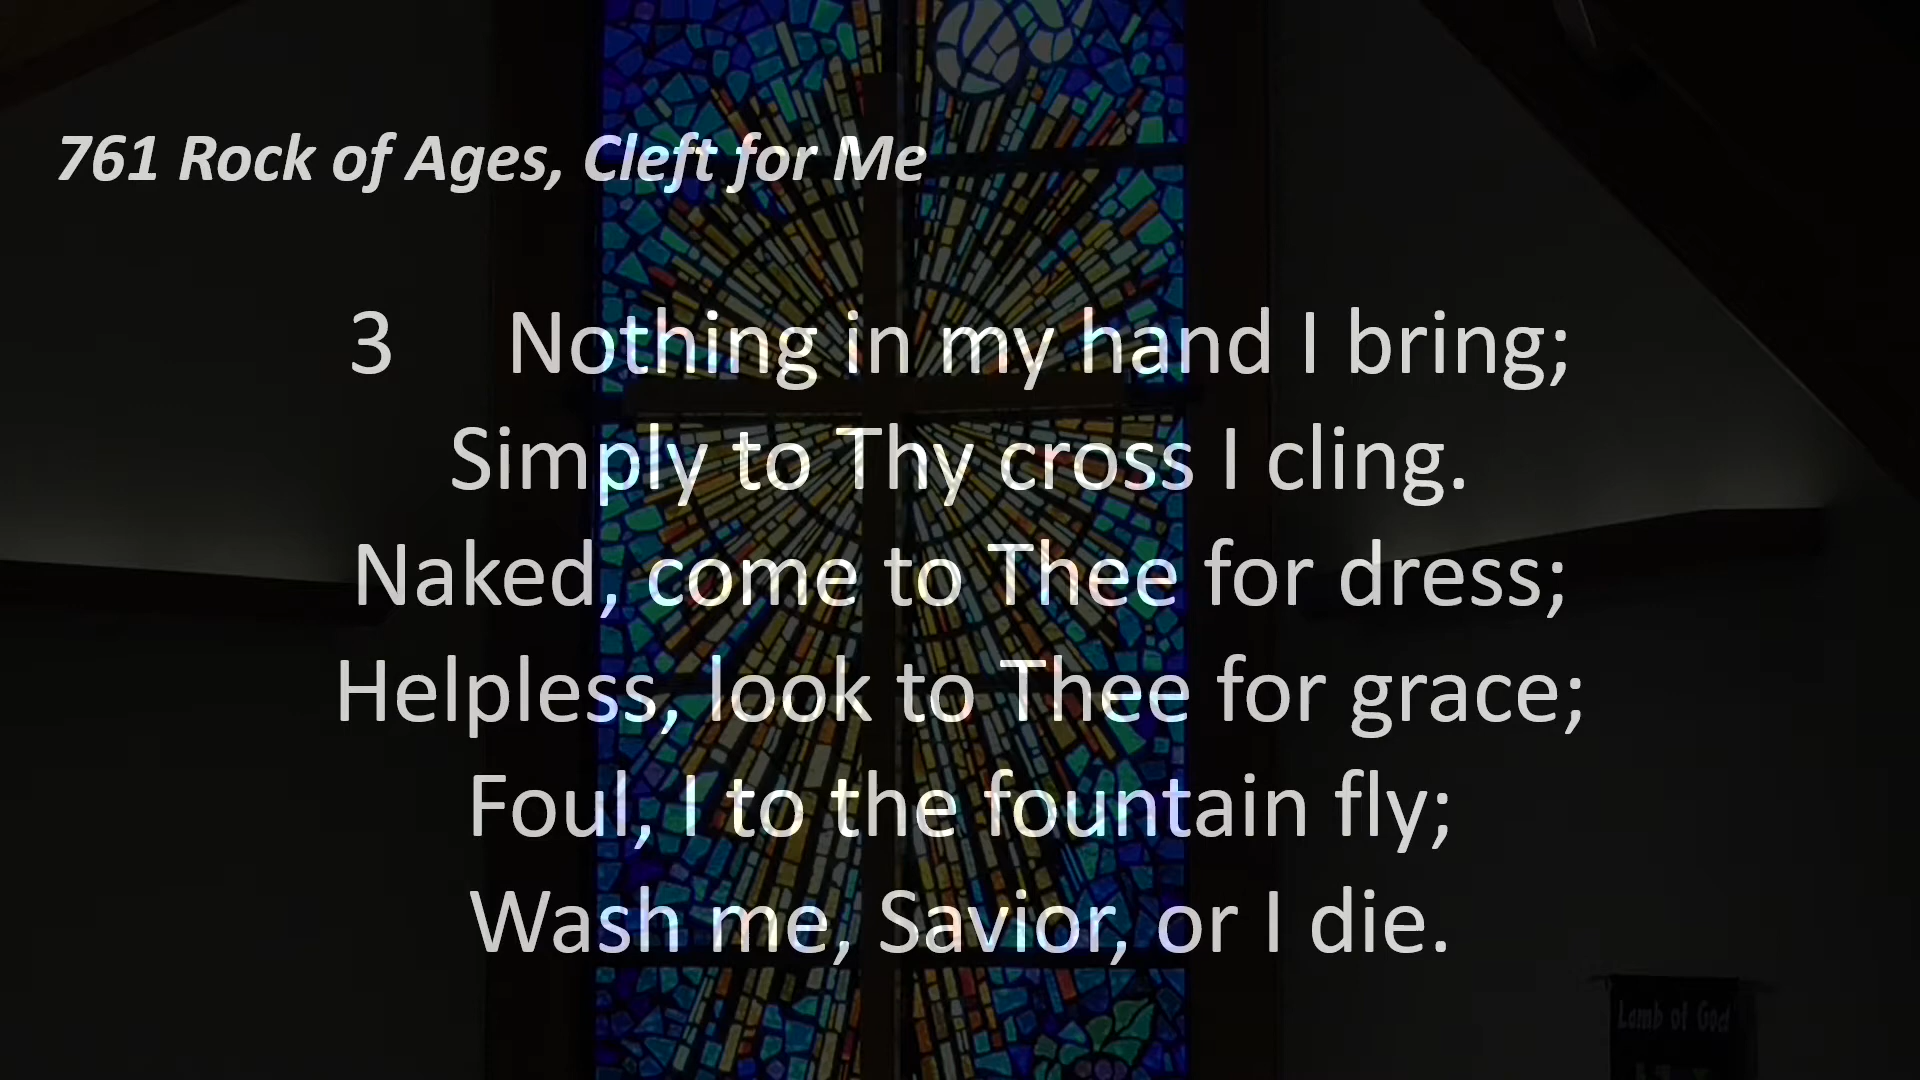 761 Rock of Ages, Cleft for Me
3 Nothing in my hand I bring;
Simply to Thy cross I cling.
Naked, come to Thee for dress;
Helpless, look to Thee for grace;
Foul, I to the fountain fly;
Wash me, Savior, or I die.
Lamb of God